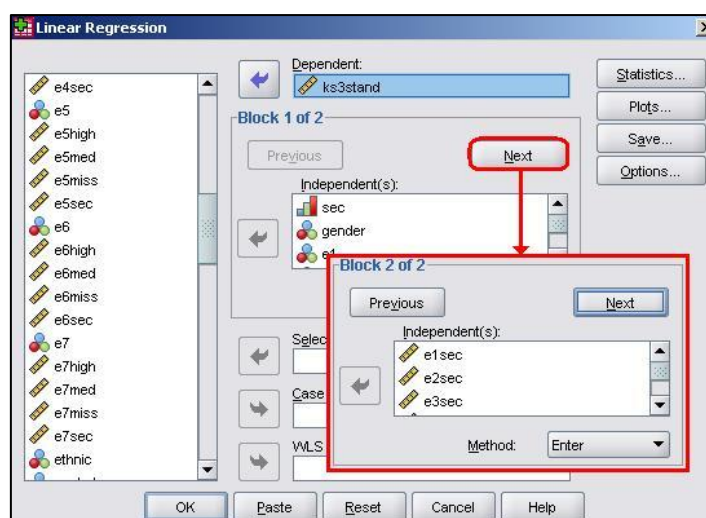 Linear Regression
e4sec
e5
e5high
e5med
e5miss
e5sec
e6
e6high
e6med
e6miss
e6sec
e7
e7high
e7med
e7miss
e7sec
ethnic
Dependent:
ks3stand
Block 1 of 2
Previous
Next
Independent(s):
sec
gender
e1
Block 2 of 2
Previous
Next
Independent(s):
e1sec
e2sec
e3sec
Method:
Enter
Selec
Case
WLS
Statistics...
Plots...
Save...
Options...
OK
Paste
Reset
Cancel
Help